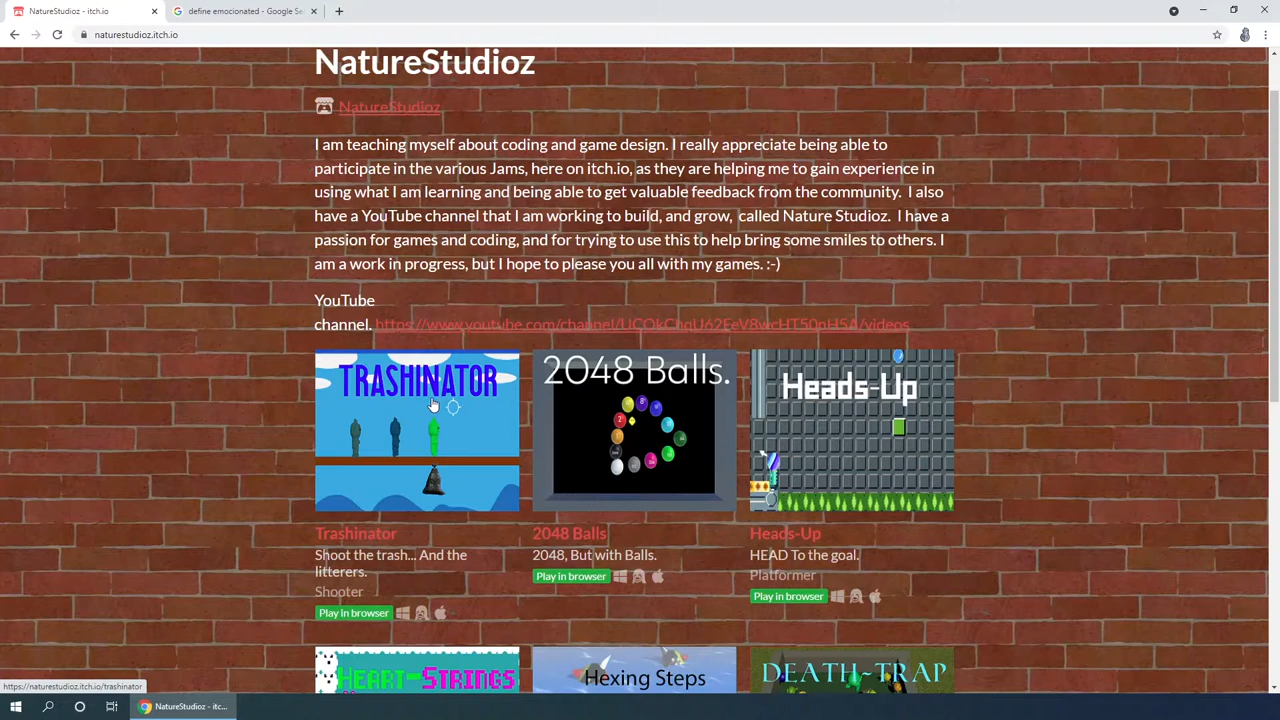 NatureStudioz - itch.io
define emocionated - Google Se
naturestudioz.itch.io
NatureStudioz
NatureStudioz
I am teaching myself about coding and game design. I really appreciate being able to
participate in the various Jams, here on itch.io, as they are helping me to gain experience in
using what I am learning and being able to get valuable feedback from the community. I also
have a YouTube channel that I am working to build, and grow, called Nature Studioz. I have a
passion for games and coding, and for trying to use this to help bring some smiles to others. I
am a work in progress, but I hope to please you all with my games. :-)
YouTube
channel. 
TRASHINATOR
2048 Balls.
Heads-Up
Trashinator
Shoot the trash... And the
litterers.
Shooter
Play in browser
2048 Balls
2048, But with Balls.
Play in browser
Heads-Up
HEAD To the goal.
Platformer
Play in browser
HEART-STRINGS
Hexing Steps
DEATH-TRAP
https://naturestudioz.itch.io/trashinator
NatureStudioz - itc...